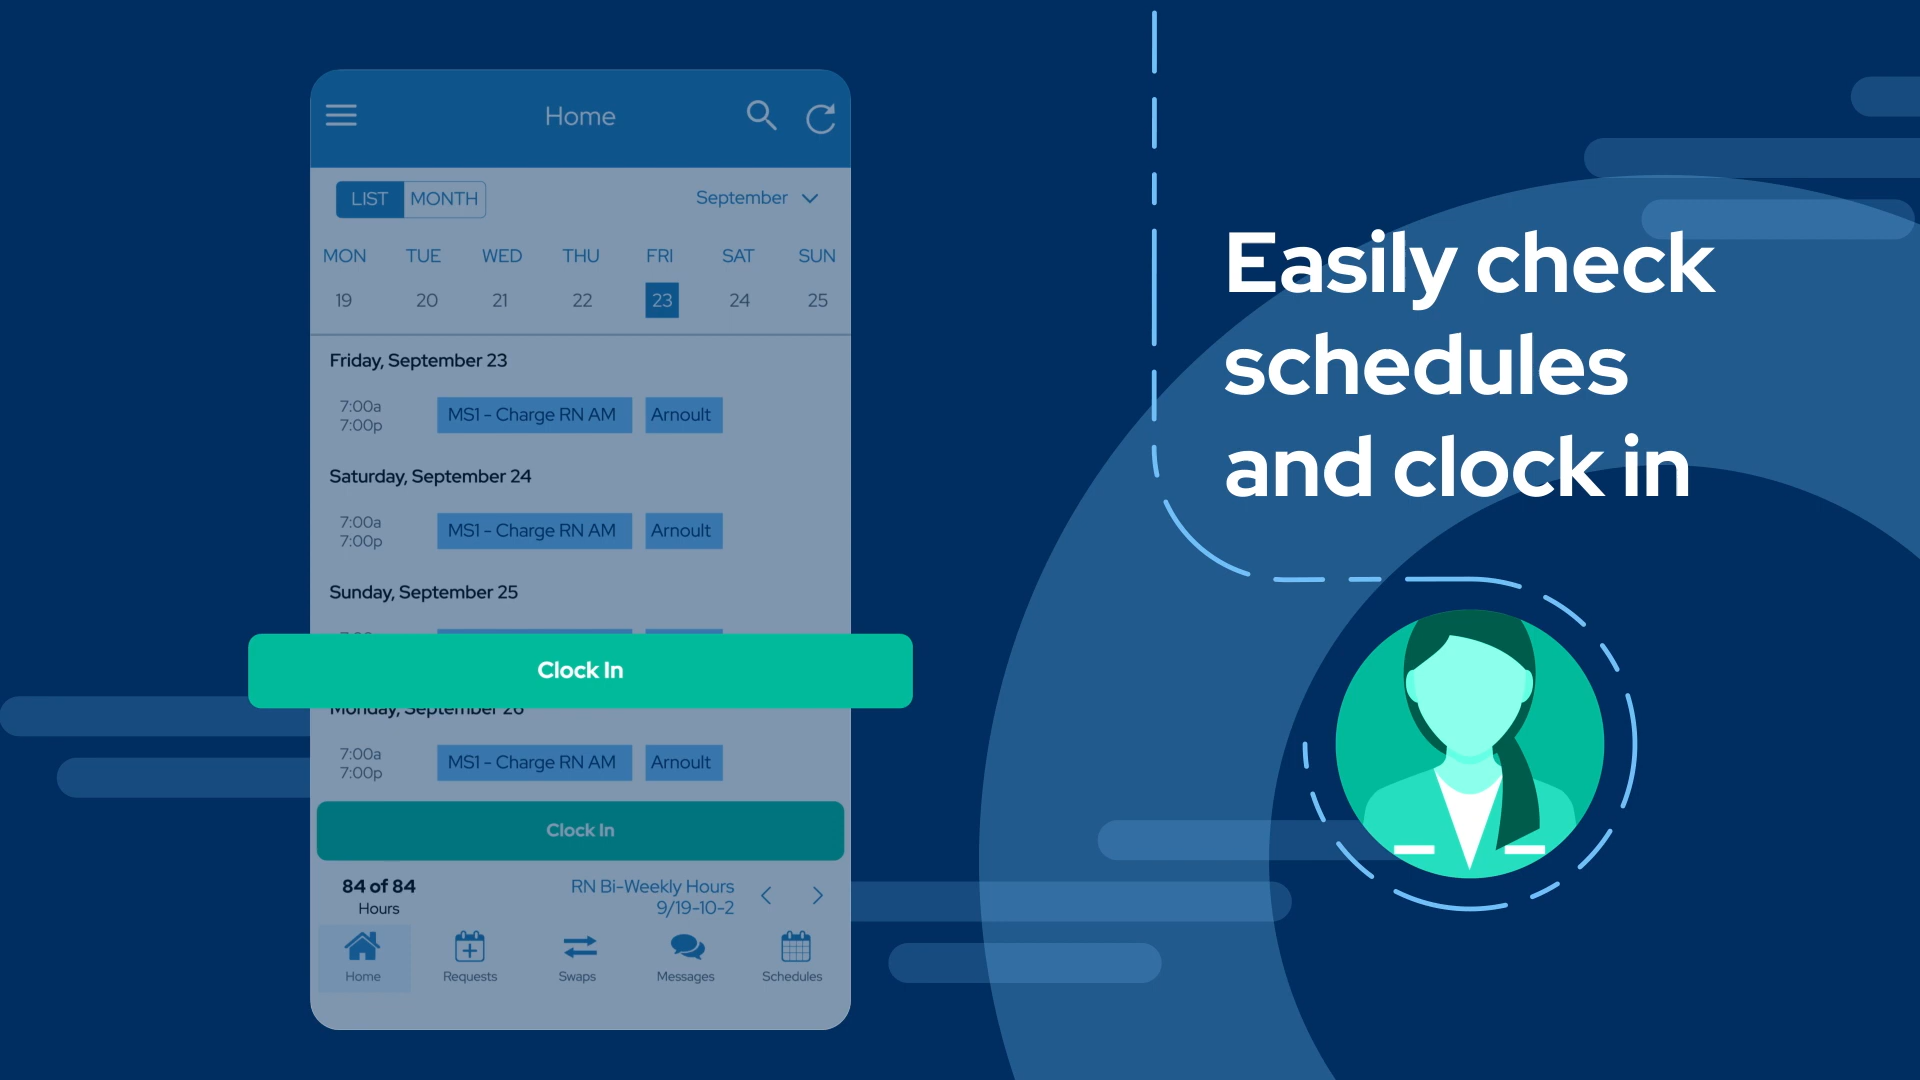 Home
LIST MONTH September
MON TUE WED THU FRI SAT SUN
19 20 21 22 23 24 25
Friday, September 23
7:00a
7:00p
MS1 - Charge RN AM Arnoult
Saturday, September 24
7:00a
7:00p
MS1 - Charge RN AM Arnoult
Sunday, September 25
Clock In
Monday, September 26
7:00a
7:00p
MS1 - Charge RN AM Arnoult
Clock In
84 of 84
Hours
RN Bi-Weekly Hours
9/19-10-2
Home Requests Swaps Messages Schedules
Easily check
schedules
and clock in